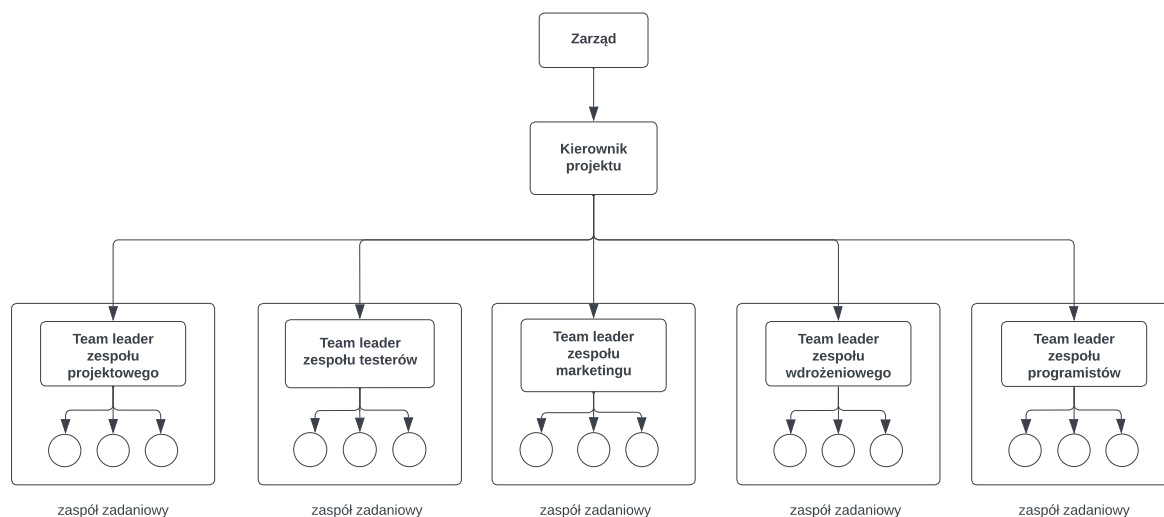 Zarząd
Kierownik
projektu
Team leader
zespołu
projektowego
Team leader
zespołu testerów
Team leader
zespołu
marketingu
Team leader
zespołu
wdrożeniowego
Team leader
zespołu
programistów
zaspół zadaniowy
zaspół zadaniowy
zaspół zadaniowy
zaspół zadaniowy
zaspół zadaniowy